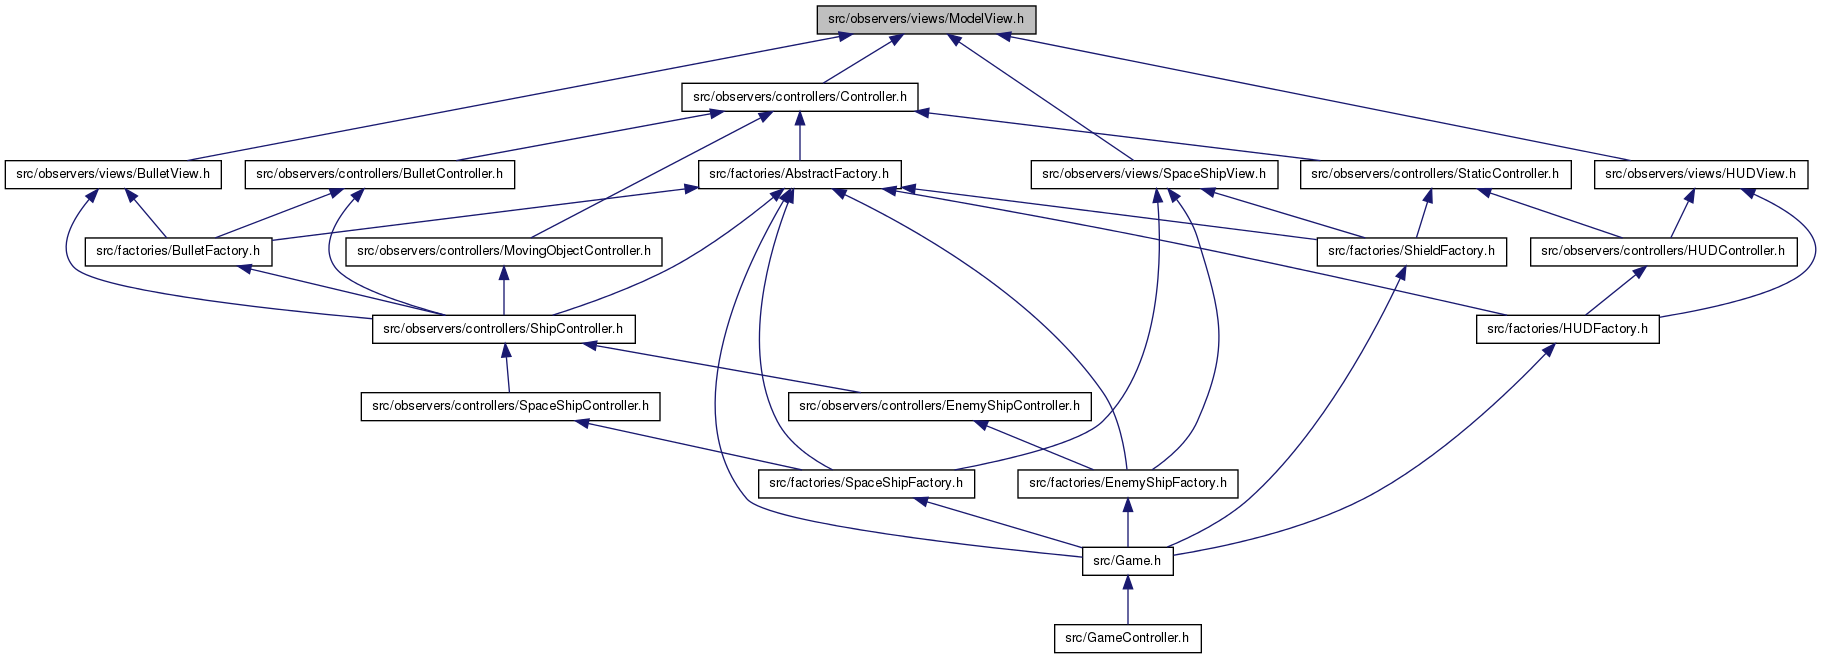 src/observers/views/ModelView.h
src/observers/controllers/Controller.h
src/observers/views/BulletView.h
src/observers/controllers/BulletController.h
src/factories/AbstractFactory.h
src/observers/views/SpaceShipView.h
src/observers/controllers/StaticController.h
src/observers/views/HUDView.h
src/factories/BulletFactory.h
src/observers/controllers/MovingObjectController.h
src/factories/ShieldFactory.h
src/observers/controllers/HUDController.h
src/observers/controllers/ShipController.h
src/factories/HUDFactory.h
src/observers/controllers/SpaceShipController.h
src/observers/controllers/EnemyShipController.h
src/factories/SpaceShipFactory.h
src/factories/EnemyShipFactory.h
src/Game.h
src/GameController.h